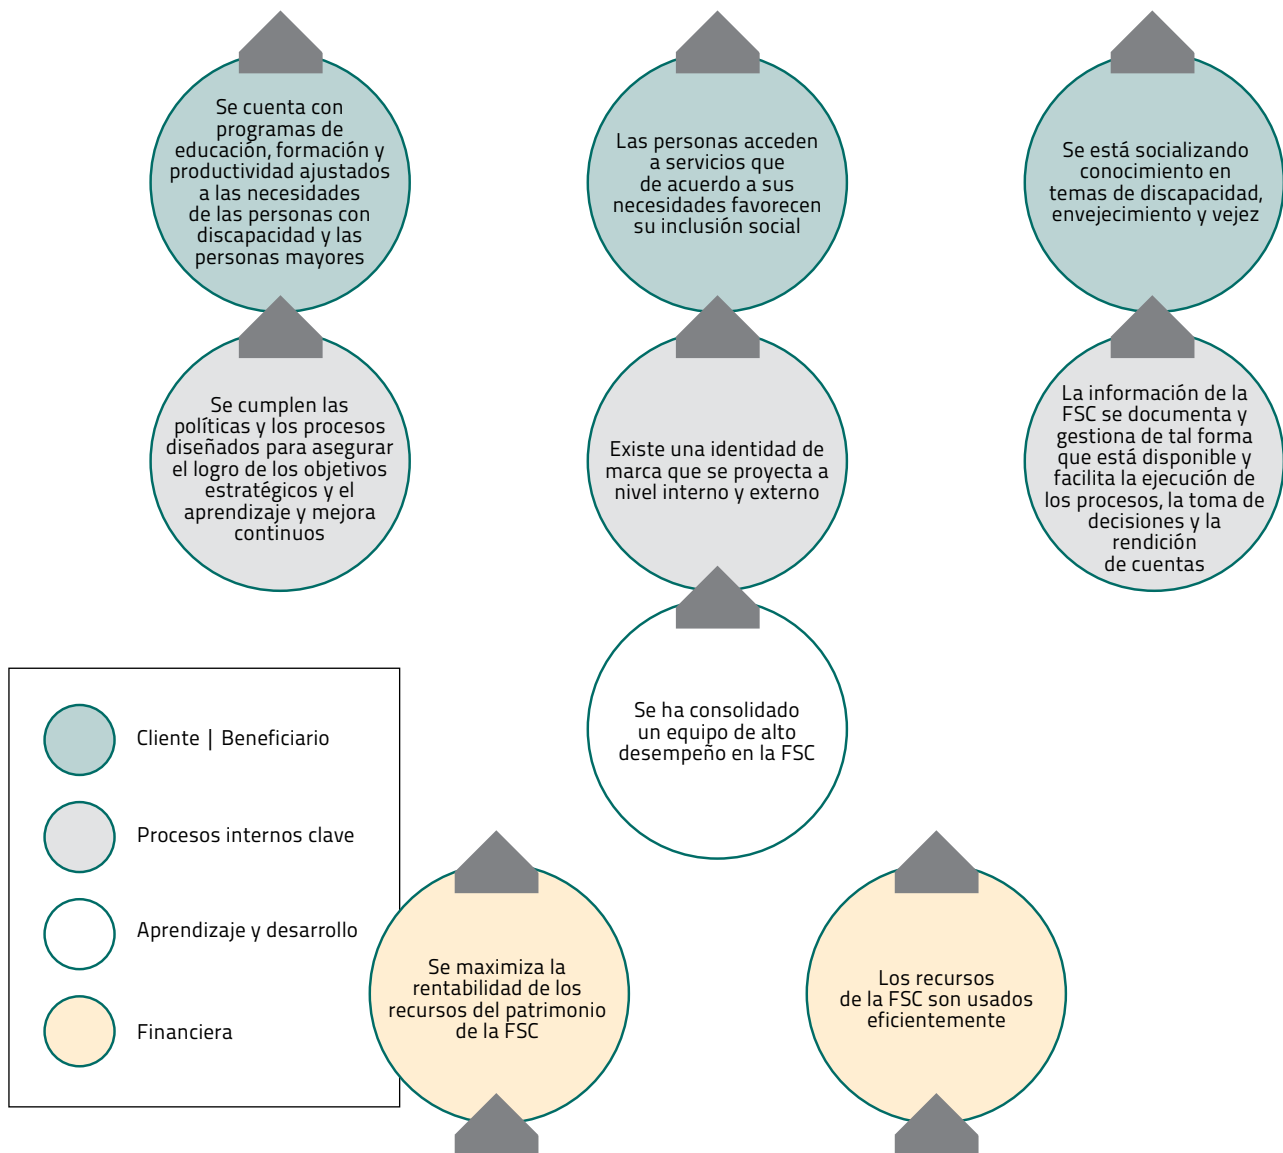 Se cuenta con
programas de
educación, formación y
productividad ajustados
a las necesidades
de las personas con
discapacidad y las
personas mayores
Las personas acceden
a servicios que
de acuerdo a sus
necesidades favorecen
su inclusión social
Se está socializando
conocimiento en
temas de discapacidad,
envejecimiento y vejez
Se cumplen las
políticas y los procesos
diseñados para asegurar
el logro de los objetivos
estratégicos y el
aprendizaje y mejora
continuos
Existe una identidad de
marca que se proyecta a
nivel interno y externo
La información de la
FSC se documenta y
gestiona de tal forma
que está disponible y
facilita la ejecución de
los procesos, la toma de
decisiones y la
rendición
de cuentas
Se ha consolidado
un equipo de alto
desempeño en la FSC
Cliente | Beneficiario
Procesos internos clave
Aprendizaje y desarrollo
Financiera
Se maximiza la
rentabilidad de los
recursos del patrimonio
de la FSC
Los recursos
de la FSC son usados
eficientemente